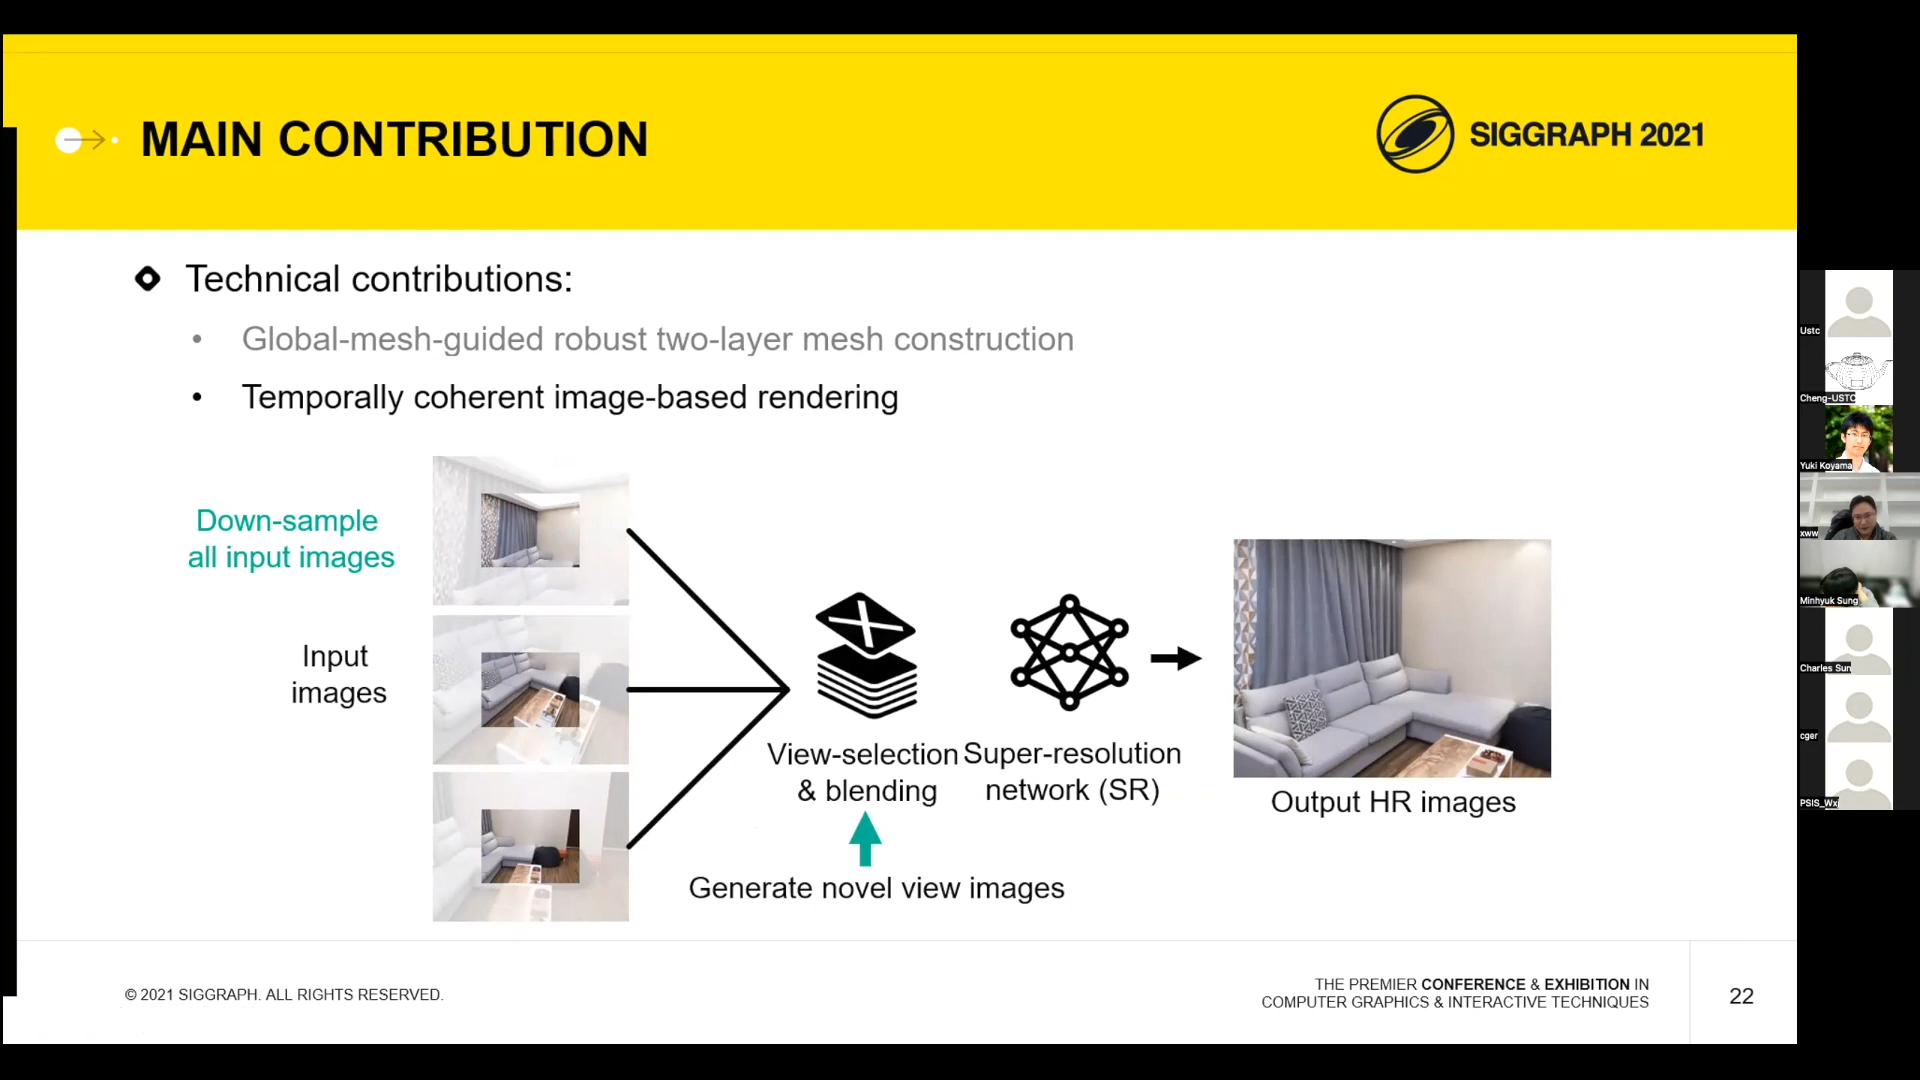 MAIN CONTRIBUTION
SIGGRAPH 2021
Technical contributions:
• Global-mesh-guided robust two-layer mesh construction
• Temporally coherent image-based rendering
Down-sample
all input images
Input
images
View-selection
& blending
Super-resolution
network (SR)
Generate novel view images
Output HR images
© 2021 SIGGRAPH. ALL RIGHTS RESERVED.
THE PREMIER CONFERENCE & EXHIBITION IN
COMPUTER GRAPHICS & INTERACTIVE TECHNIQUES
22
Ustc
Cheng-USTC
Yuki Koyama
xww
Minhyuk Sung
Charles Sun
cger
PSIS_Wxj